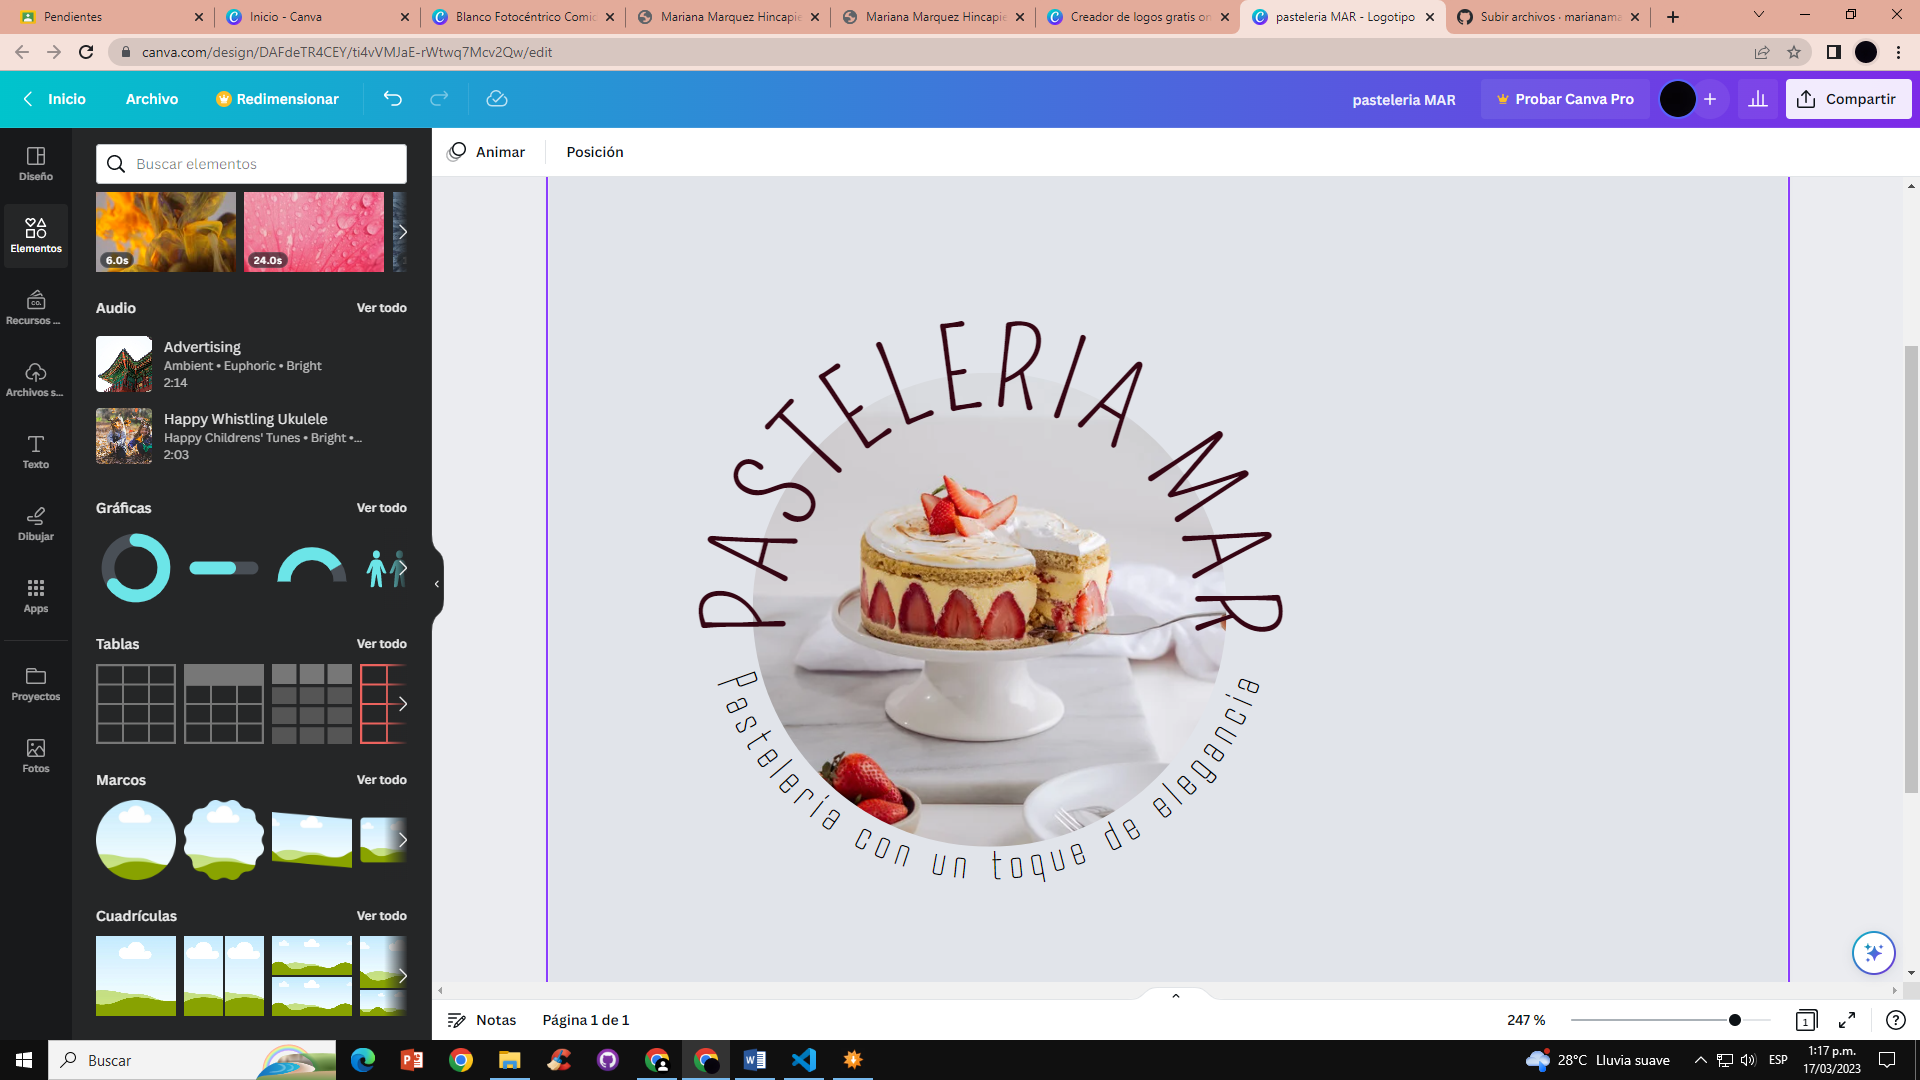 Pendientes
Inicio - Canva
Blanco Fotocéntrico Comic
Mariana Marquez Hincapie
Mariana Marquez Hincapie
Creador de logos gratis on
pasteleria MAR - Logotipo
Subir archivos · marianama
canva.com/design/DAFdeTR4CEY/ti4vVMJaE-rWtwq7Mcv2Qw/edit
Inicio
Archivo
Redimensionar
pasteleria MAR
Probar Canva Pro
Compartir
Diseño
Elementos
Recursos ...
Archivos s...
Texto
Dibujar
Apps
Proyectos
Fotos
Buscar elementos
6.0s
24.0s
Audio
Ver todo
Advertising
Ambient • Euphoric • Bright
2:14
Happy Whistling Ukulele
Happy Childrens' Tunes • Bright •...
2:03
Gráficas
Ver todo
Tablas
Ver todo
Marcos
Ver todo
Cuadrículas
Ver todo
Animar
Posición
PASTELERIA MAR
Pastelería con un toque de elegancia
Notas
Página 1 de 1
247 %
1
Buscar
28°C Lluvia suave
ESP
1:17 p.m.
17/03/2023